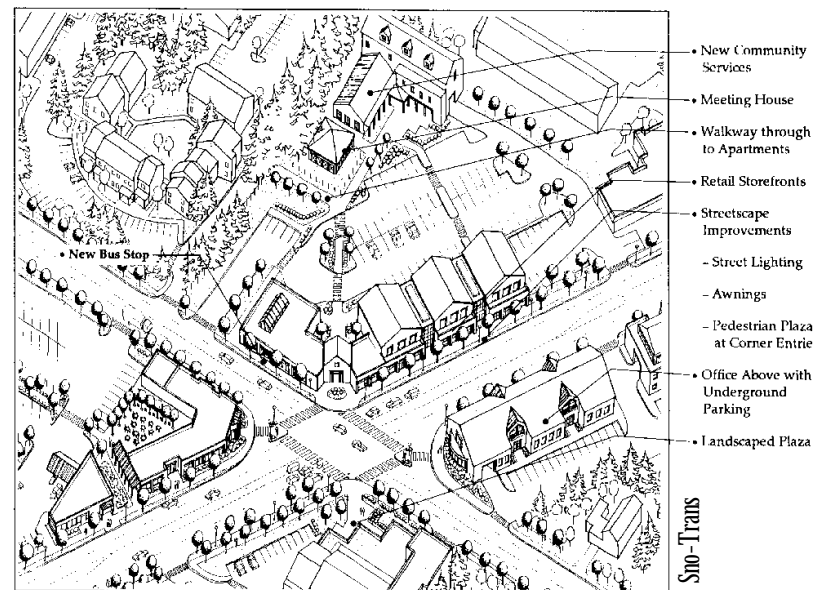 • New Community
Services
• Meeting House
• Walkway through
to Apartments
• Retail Storefronts
• Streetscape
Improvements
• New Bus Stop
– Street Lighting
– Awnings
– Pedestrian Plaza
at Corner Entrie
• Office Above with
Underground
Parking
• Landscaped Plaza
Sno-Trans